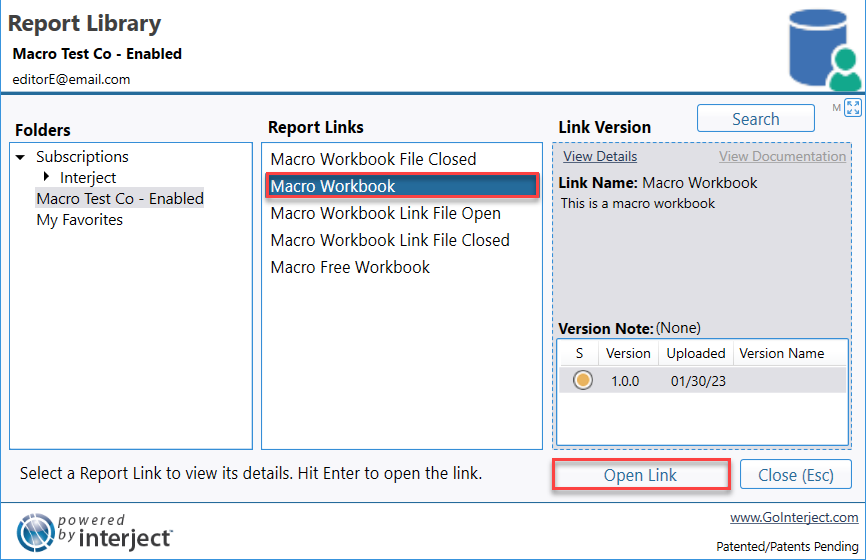 Report Library
Macro Test Co - Enabled
editorE@email.com
M
Folders
Subscriptions
Interject
Macro Test Co - Enabled
My Favorites
Report Links
Macro Workbook File Closed
Macro Workbook
Macro Workbook Link File Open
Macro Workbook Link File Closed
Macro Free Workbook
Link Version
Search
View Details View Documentation
Link Name: Macro Workbook
This is a macro workbook
Version Note: (None)
S Version Uploaded Version Name
1.0.0 01/30/23
Select a Report Link to view its details. Hit Enter to open the link.
Open Link
Close (Esc)
powered
by interject
www.GoInterject.com
Patented/Patents Pending